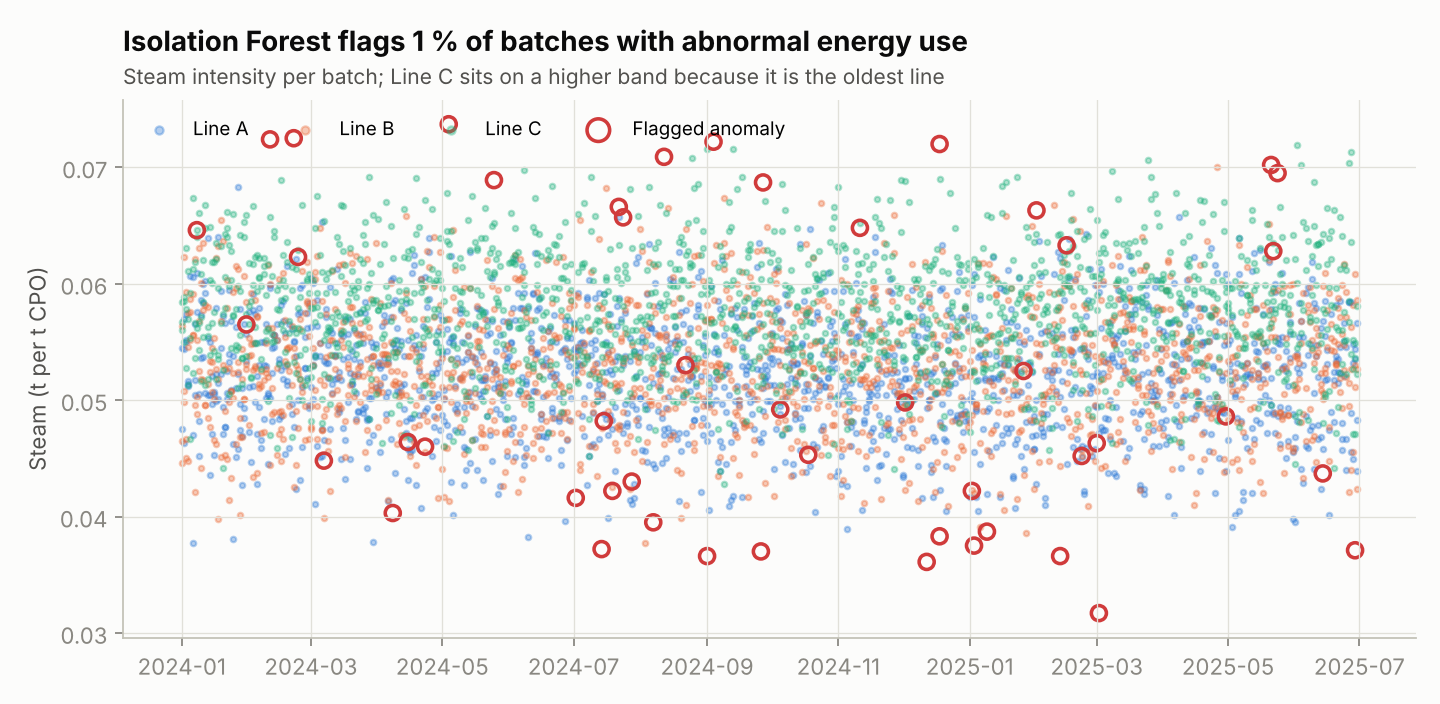 Isolation Forest flags 1 % of batches with abnormal energy use
Steam intensity per batch; Line C sits on a higher band because it is the oldest line
Line A Line B Line C Flagged anomaly
Steam (t per t CPO)
0.07
0.06
0.05
0.04
0.03
2024-01 2024-03 2024-05 2024-07 2024-09 2024-11 2025-01 2025-03 2025-05 2025-07